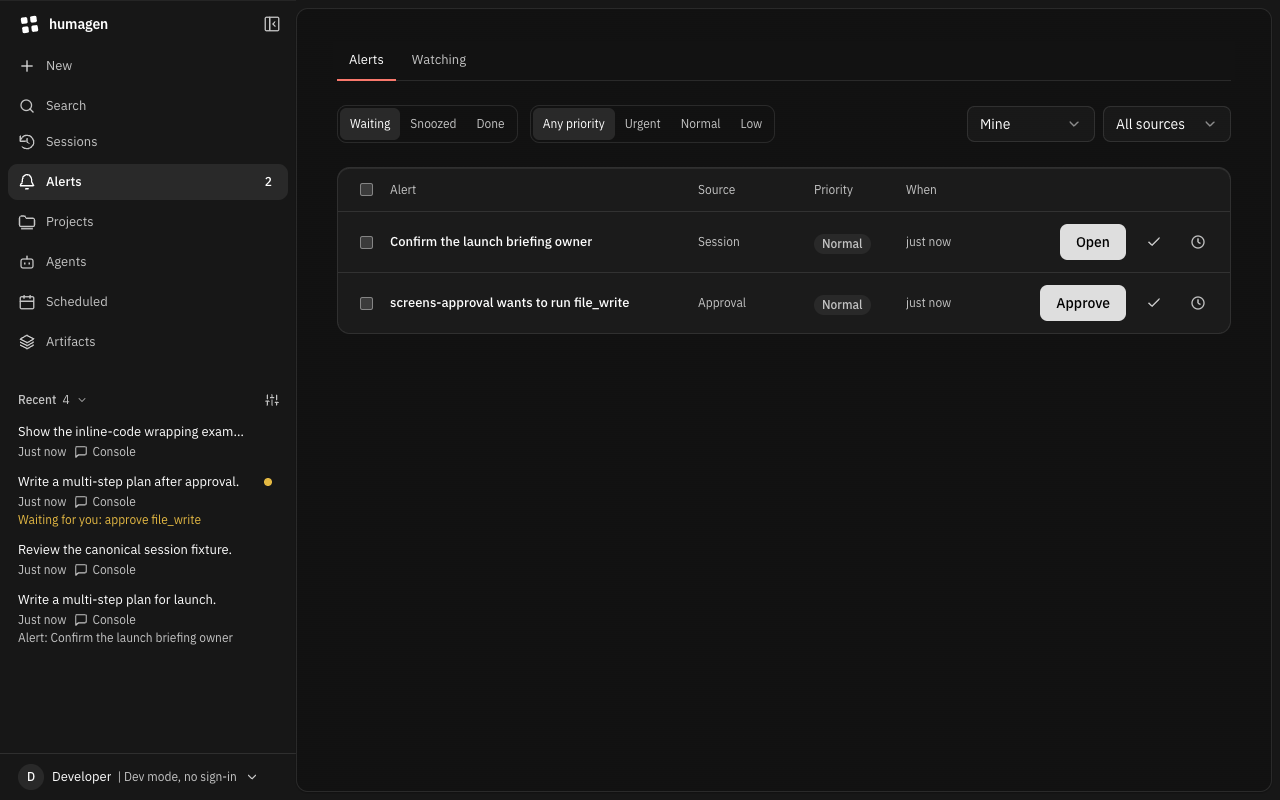 humagen
New
Search
Sessions
Alerts 2
Projects
Agents
Scheduled
Artifacts
Recent 4
Show the inline-code wrapping exam...
Just now Console
Write a multi-step plan after approval.
Just now Console
Waiting for you: approve file_write
Review the canonical session fixture.
Just now Console
Write a multi-step plan for launch.
Just now Console
Alert: Confirm the launch briefing owner
D Developer | Dev mode, no sign-in
Alerts Watching
Waiting Snoozed Done Any priority Urgent Normal Low Mine All sources
Alert Source Priority When
Confirm the launch briefing owner Session Normal just now Open
screens-approval wants to run file_write Approval Normal just now Approve